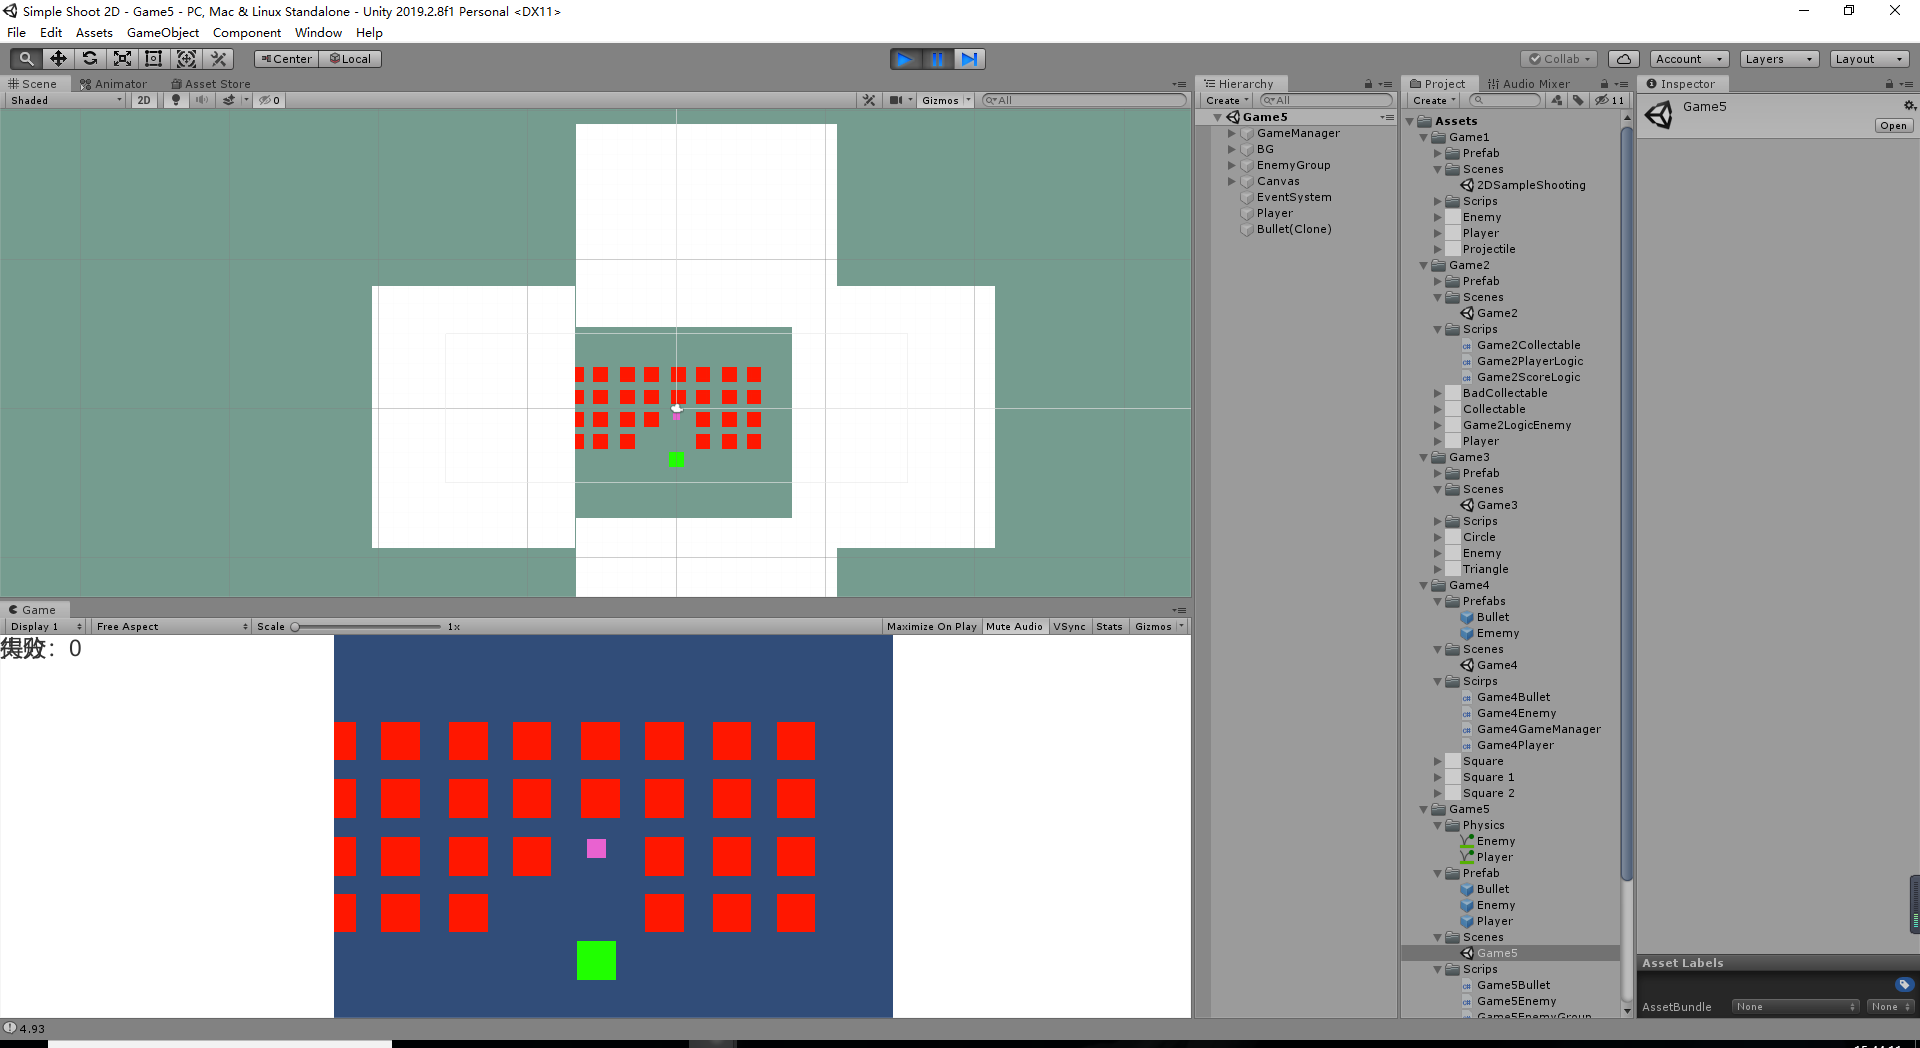 Simple Shoot 2D - Game5 - PC, Mac & Linux Standalone - Unity 2019.2.8f1 Personal <DX11>
File Edit Assets GameObject Component Window Help
Center Local
Collab Account Layers Layout
Scene Animator Asset Store
Shaded 2D 0 Gizmos All
Game
Display 1 Free Aspect Scale 1x Maximize On Play Mute Audio VSync Stats Gizmos
: 0
4.93
Hierarchy
Create All
Game5
GameManager
BG
EnemyGroup
Canvas
EventSystem
Player
Bullet(Clone)
Project Audio Mixer
Create 11
Assets
Game1
Prefab
Scenes
2DSampleShooting
Scrips
Enemy
Player
Projectile
Game2
Prefab
Scenes
Game2
Scrips
Game2Collectable
Game2PlayerLogic
Game2ScoreLogic
BadCollectable
Collectable
Game2LogicEnemy
Player
Game3
Prefab
Scenes
Game3
Scrips
Circle
Enemy
Triangle
Game4
Prefabs
Bullet
Ememy
Scenes
Game4
Scirps
Game4Bullet
Game4Enemy
Game4GameManager
Game4Player
Square
Square 1
Square 2
Game5
Physics
Enemy
Player
Prefab
Bullet
Enemy
Player
Scenes
Game5
Scrips
Game5Bullet
Game5Enemy
Game5EnemyGroup
Inspector
Game5
Open
Asset Labels
AssetBundle None None